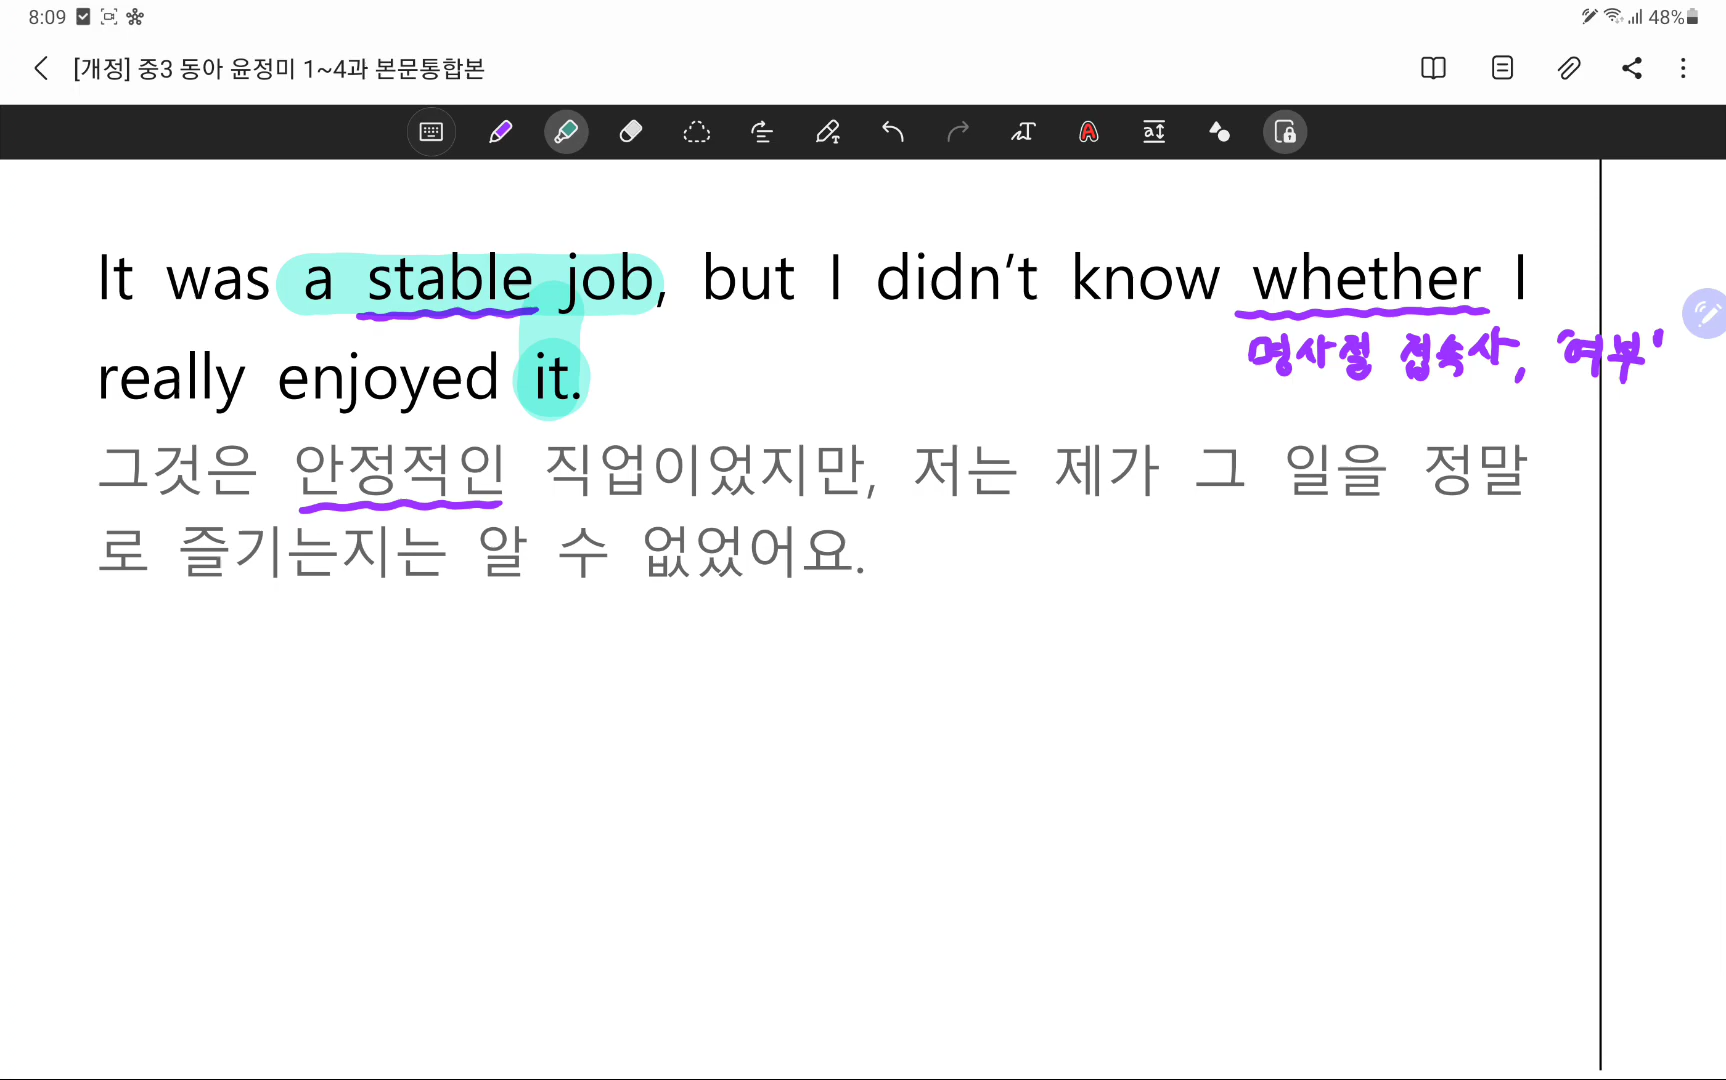 8:09
48%
[개정] 중3 동아 윤정미 1~4과 본문통합본
It was a stable job, but I didn’t know whether I
명사절 접속사, '여부'
really enjoyed it.
그것은 안정적인 직업이었지만, 저는 제가 그 일을 정말
로 즐기는지는 알 수 없었어요.